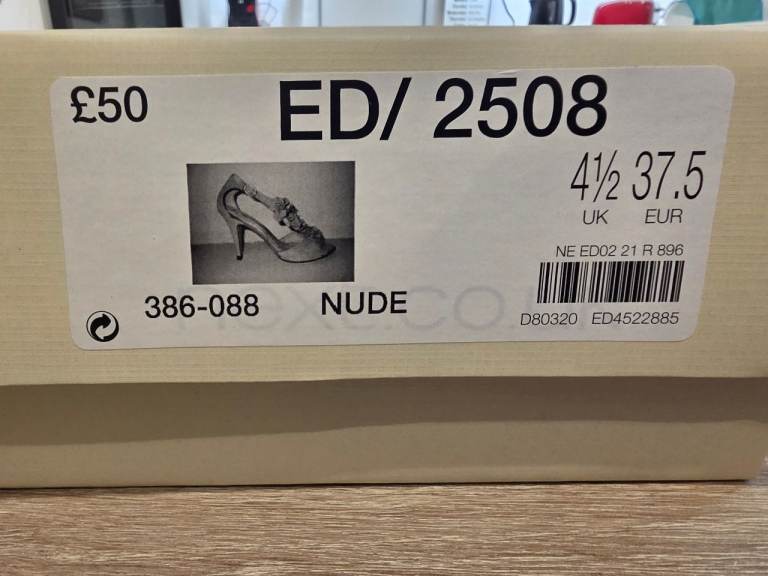 £50
ED/ 2508
4½ 37.5
UK EUR
NE ED02 21 R 896
386-088 NUDE
D80320 ED4522885